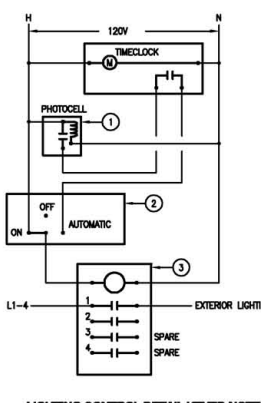 H
N
120V
TIMECLOCK
M
PHOTOCELL
1
2
OFF
ON
AUTOMATIC
3
L1-4
1
EXTERIOR LIGHTI
2
3 SPARE
4 SPARE